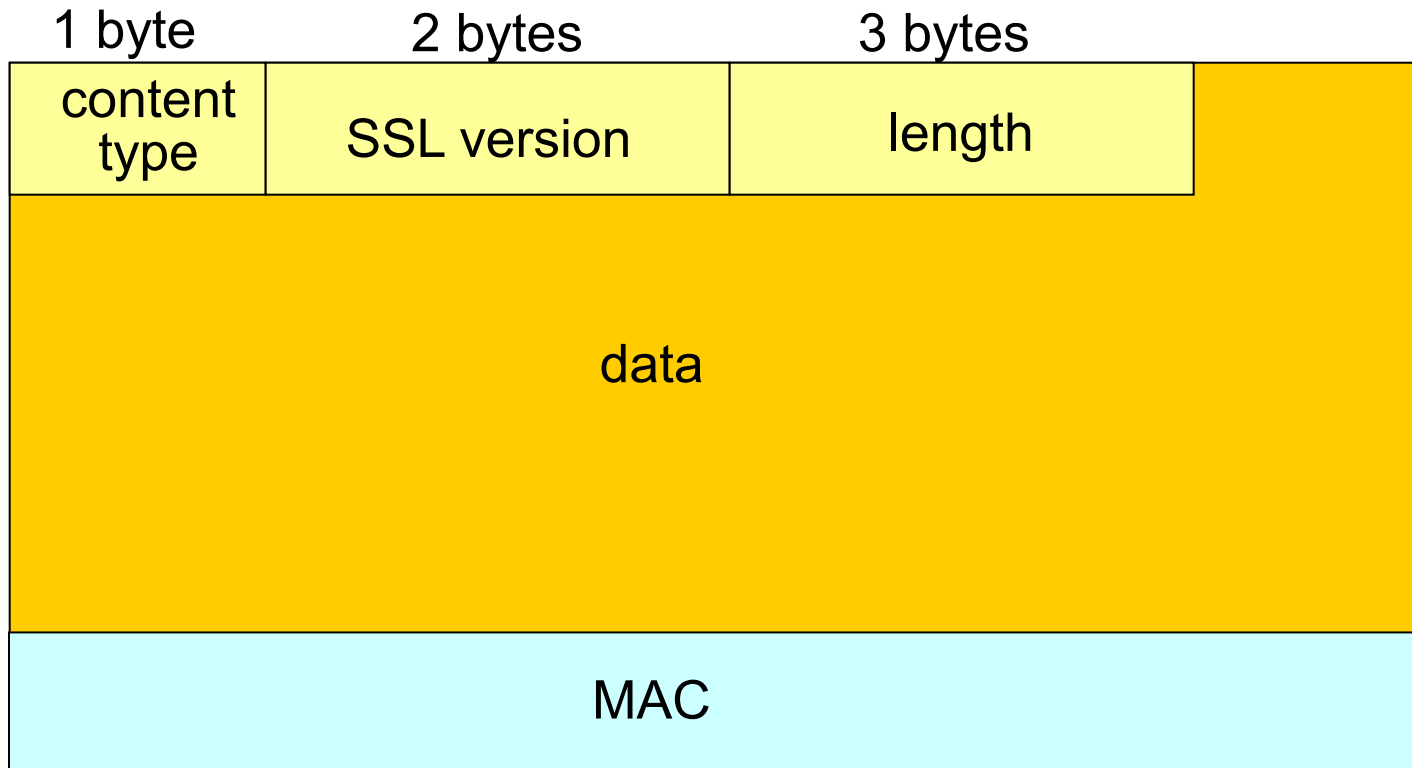 1 byte
2 bytes
3 bytes
content
type
SSL version
length
data
MAC